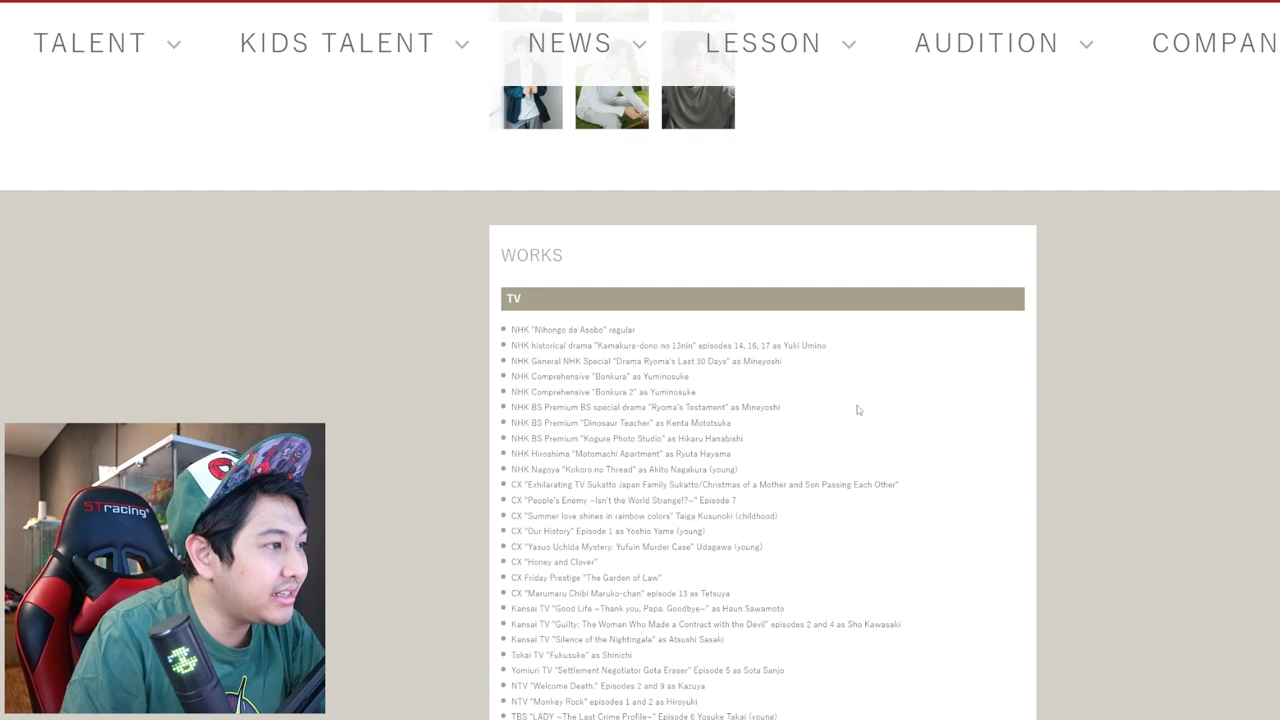 TALENT
KIDS TALENT
NEWS
LESSON
AUDITION
COMPAN
WORKS
TV
NHK "Nihongo de Asobo" regular
NHK historical drama "Kamakura-dono no 13nin" episodes 14, 16, 17 as Yuki Umino
NHK General NHK Special "Drama Ryoma's Last 30 Days" as Mineyoshi
NHK Comprehensive "Bonkura" as Yuminosuke
NHK Comprehensive "Bonkura 2" as Yuminosuke
NHK BS Premium BS special drama "Ryoma's Testament" as Mineyoshi
NHK BS Premium "Dinosaur Teacher" as Kenta Mototsuka
NHK BS Premium "Kogure Photo Studio" as Hikaru Hanabishi
NHK Hiroshima "Motomachi Apartment" as Ryuta Hayama
NHK Nagoya "Kokoro no Thread" as Akito Nagakura (young)
CX "Exhilarating TV Sukatto Japan Family Sukatto/Christmas of a Mother and Son Passing Each Other"
CX "People's Enemy ~Isn't the World Strange!?~" Episode 7
CX "Summer love shines in rainbow colors" Taiga Kusunoki (childhood)
CX "Our History" Episode 1 as Yoshio Yame (young)
CX "Yasuo Uchida Mystery: Yufuin Murder Case" Udagawa (young)
CX "Honey and Clover"
CX Friday Prestige "The Garden of Law"
CX "Marumaru Chibi Maruko-chan" episode 13 as Tetsuya
Kansai TV "Good Life ~Thank you, Papa. Goodbye~" as Haun Sawamoto
Kansai TV "Guilty: The Woman Who Made a Contract with the Devil" episodes 2 and 4 as Sho Kawasaki
Kansai TV "Silence of the Nightingale" as Atsushi Sasaki
Tokai TV "Fukusuke" as Shinichi
Yomiuri TV "Settlement Negotiator Gota Eraser" Episode 5 as Sota Sanjo
NTV "Welcome Death." Episodes 2 and 9 as Kazuya
NTV "Monkey Rock" episodes 1 and 2 as Hiroyuki
TBS "LADY ~The Last Crime Profile~" Episode 6 Yosuke Takai (young)
STracing